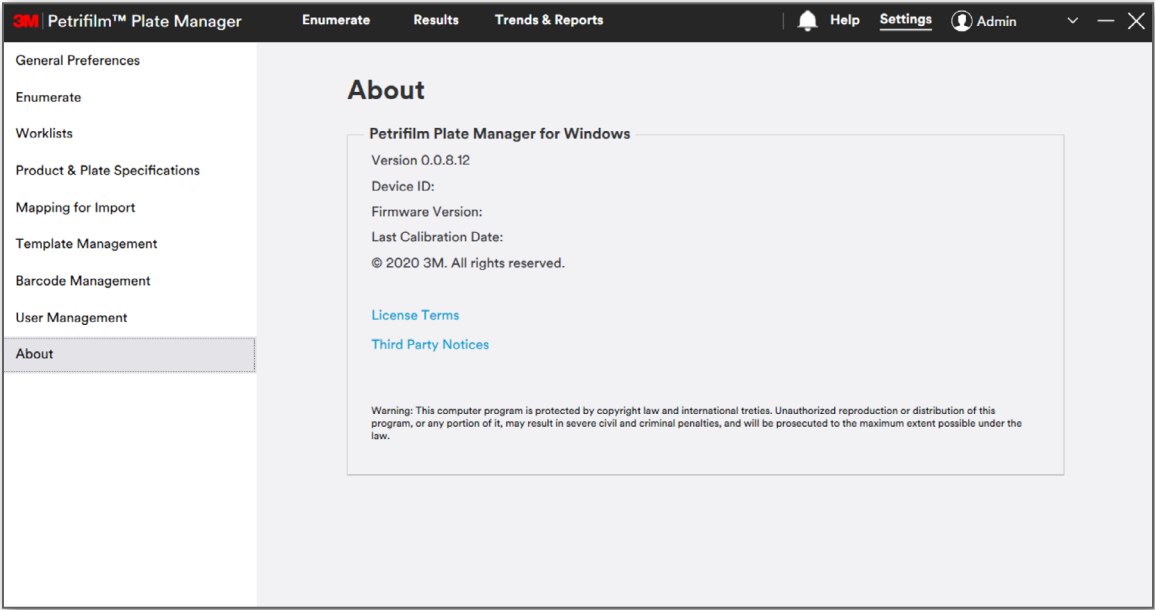 3M Petrifilm™ Plate Manager
Enumerate
Results
Trends & Reports
Help
Settings
Admin
General Preferences
Enumerate
Worklists
Product & Plate Specifications
Mapping for Import
Template Management
Barcode Management
User Management
About
About
Petrifilm Plate Manager for Windows
Version 0.0.8.12
Device ID:
Firmware Version:
Last Calibration Date:
© 2020 3M. All rights reserved.
License Terms
Third Party Notices
Warning: This computer program is protected by copyright law and international treties. Unauthorized reproduction or distribution of this
program, or any portion of it, may result in severe civil and criminal penalties, and will be prosecuted to the maximum extent possible under the
law.